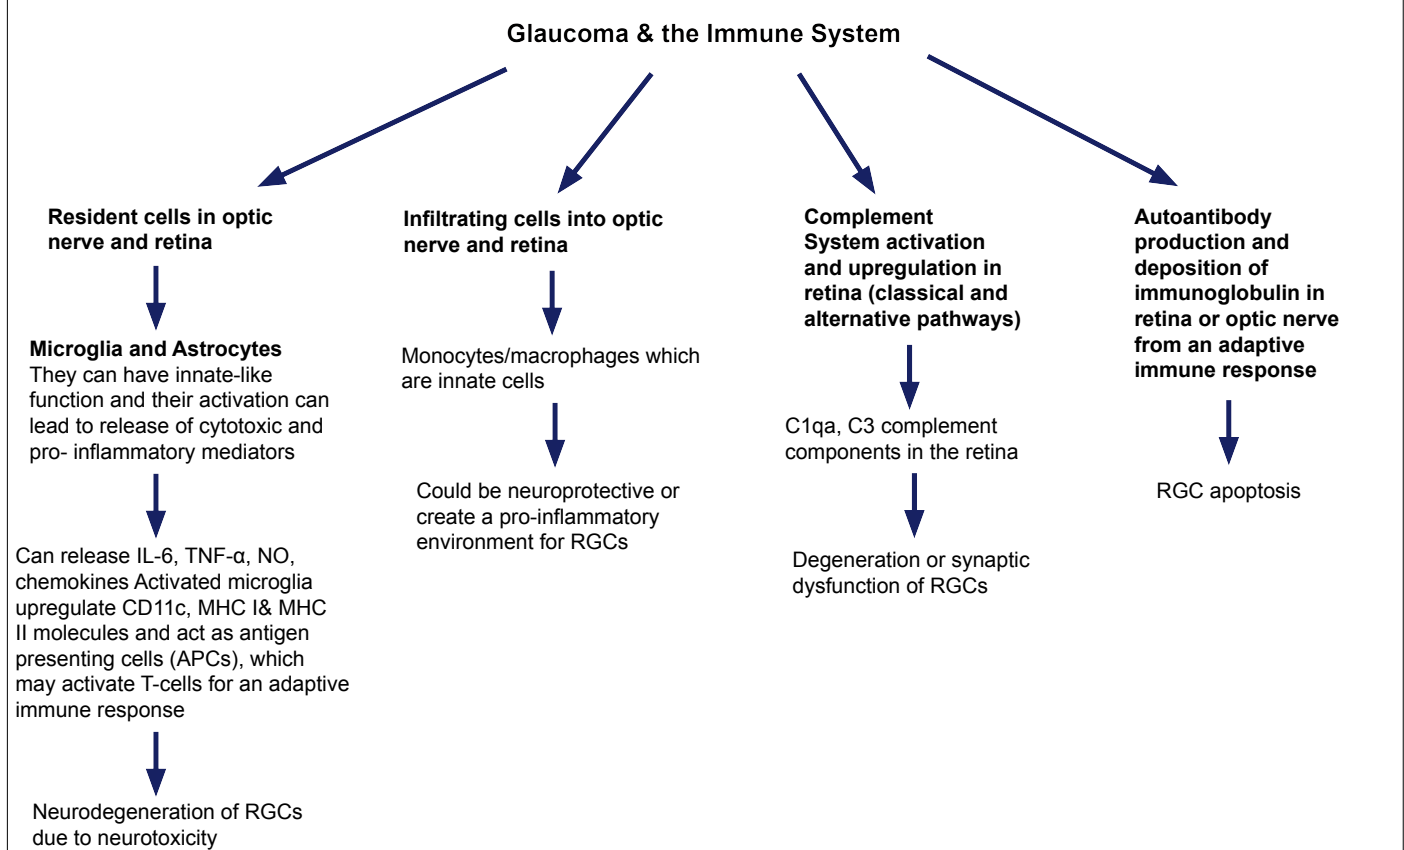 Glaucoma & the Immune System
Resident cells in optic
nerve and retina
Microglia and Astrocytes
They can have innate-like
function and their activation can
lead to release of cytotoxic and
pro- inflammatory mediators
Can release IL-6, TNF-α, NO,
chemokines Activated microglia
upregulate CD11c, MHC I& MHC
II molecules and act as antigen
presenting cells (APCs), which
may activate T-cells for an adaptive
immune response
Neurodegeneration of RGCs
due to neurotoxicity
Infiltrating cells into optic
nerve and retina
Monocytes/macrophages which
are innate cells
Could be neuroprotective or
create a pro-inflammatory
environment for RGCs
Complement
System activation
and upregulation in
retina (classical and
alternative pathways)
C1qa, C3 complement
components in the retina
Degeneration or synaptic
dysfunction of RGCs
Autoantibody
production and
deposition of
immunoglobulin in
retina or optic nerve
from an adaptive
immune response
RGC apoptosis